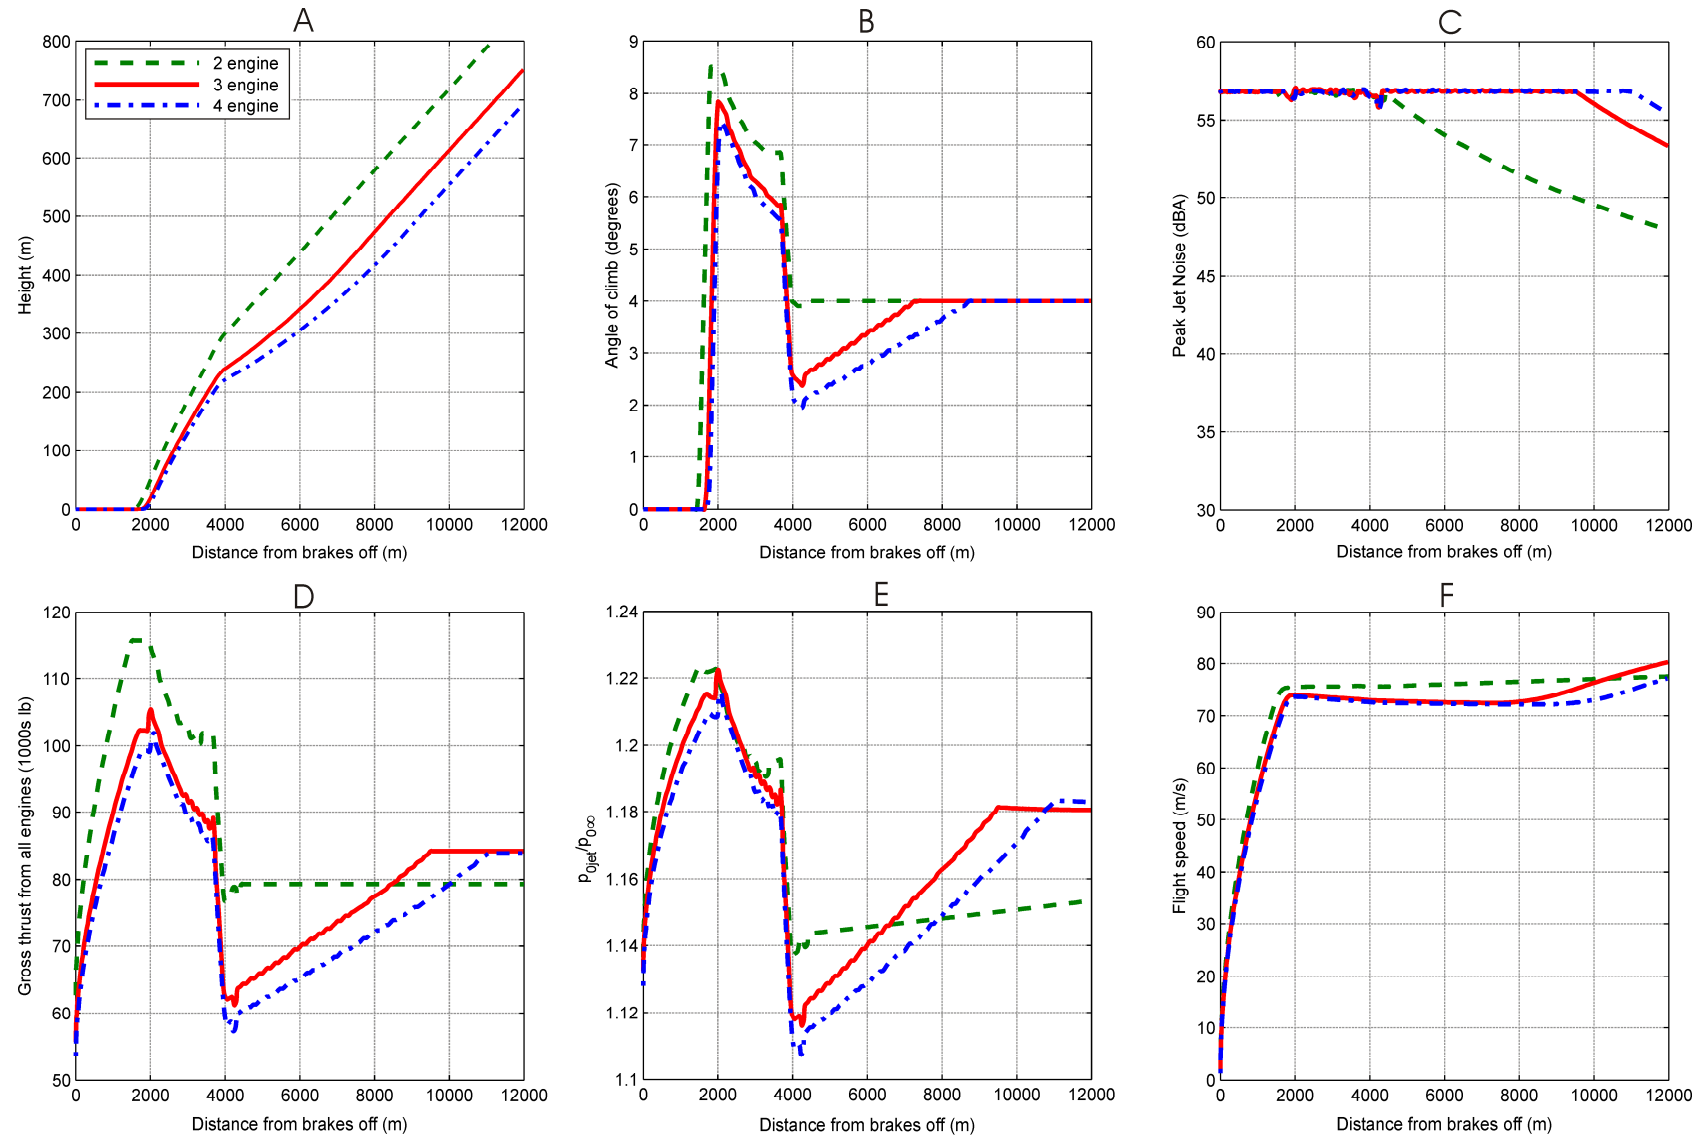 A
800
700
600
500
400
300
200
100
0
Height (m)
2 engine
3 engine
4 engine
0 2000 4000 6000 8000 10000 12000
Distance from brakes off (m)
B
9
8
7
6
5
4
3
2
1
0
Angle of climb (degrees)
0 2000 4000 6000 8000 10000 12000
Distance from brakes off (m)
C
60
55
50
45
40
35
30
Peak Jet Noise (dBA)
0 2000 4000 6000 8000 10000 12000
Distance from brakes off (m)
D
120
110
100
90
80
70
60
50
Gross thrust from all engines (1000s lb)
0 2000 4000 6000 8000 10000 12000
Distance from brakes off (m)
E
1.24
1.22
1.2
1.18
1.16
1.14
1.12
1.1
p0jet/p0∞
0 2000 4000 6000 8000 10000 12000
Distance from brakes off (m)
F
90
80
70
60
50
40
30
20
10
0
Flight speed (m/s)
0 2000 4000 6000 8000 10000 12000
Distance from brakes off (m)